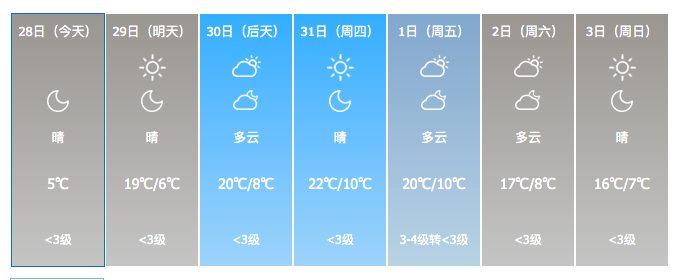 28日（今天）
29日（明天）
30日（后天）
31日（周四）
1日（周五）
2日（周六）
3日（周日）
晴
晴
多云
晴
多云
多云
晴
5℃
19℃/6℃
20℃/8℃
22℃/10℃
20℃/10℃
17℃/8℃
16℃/7℃
<3级
<3级
<3级
<3级
3-4级转<3级
<3级
<3级